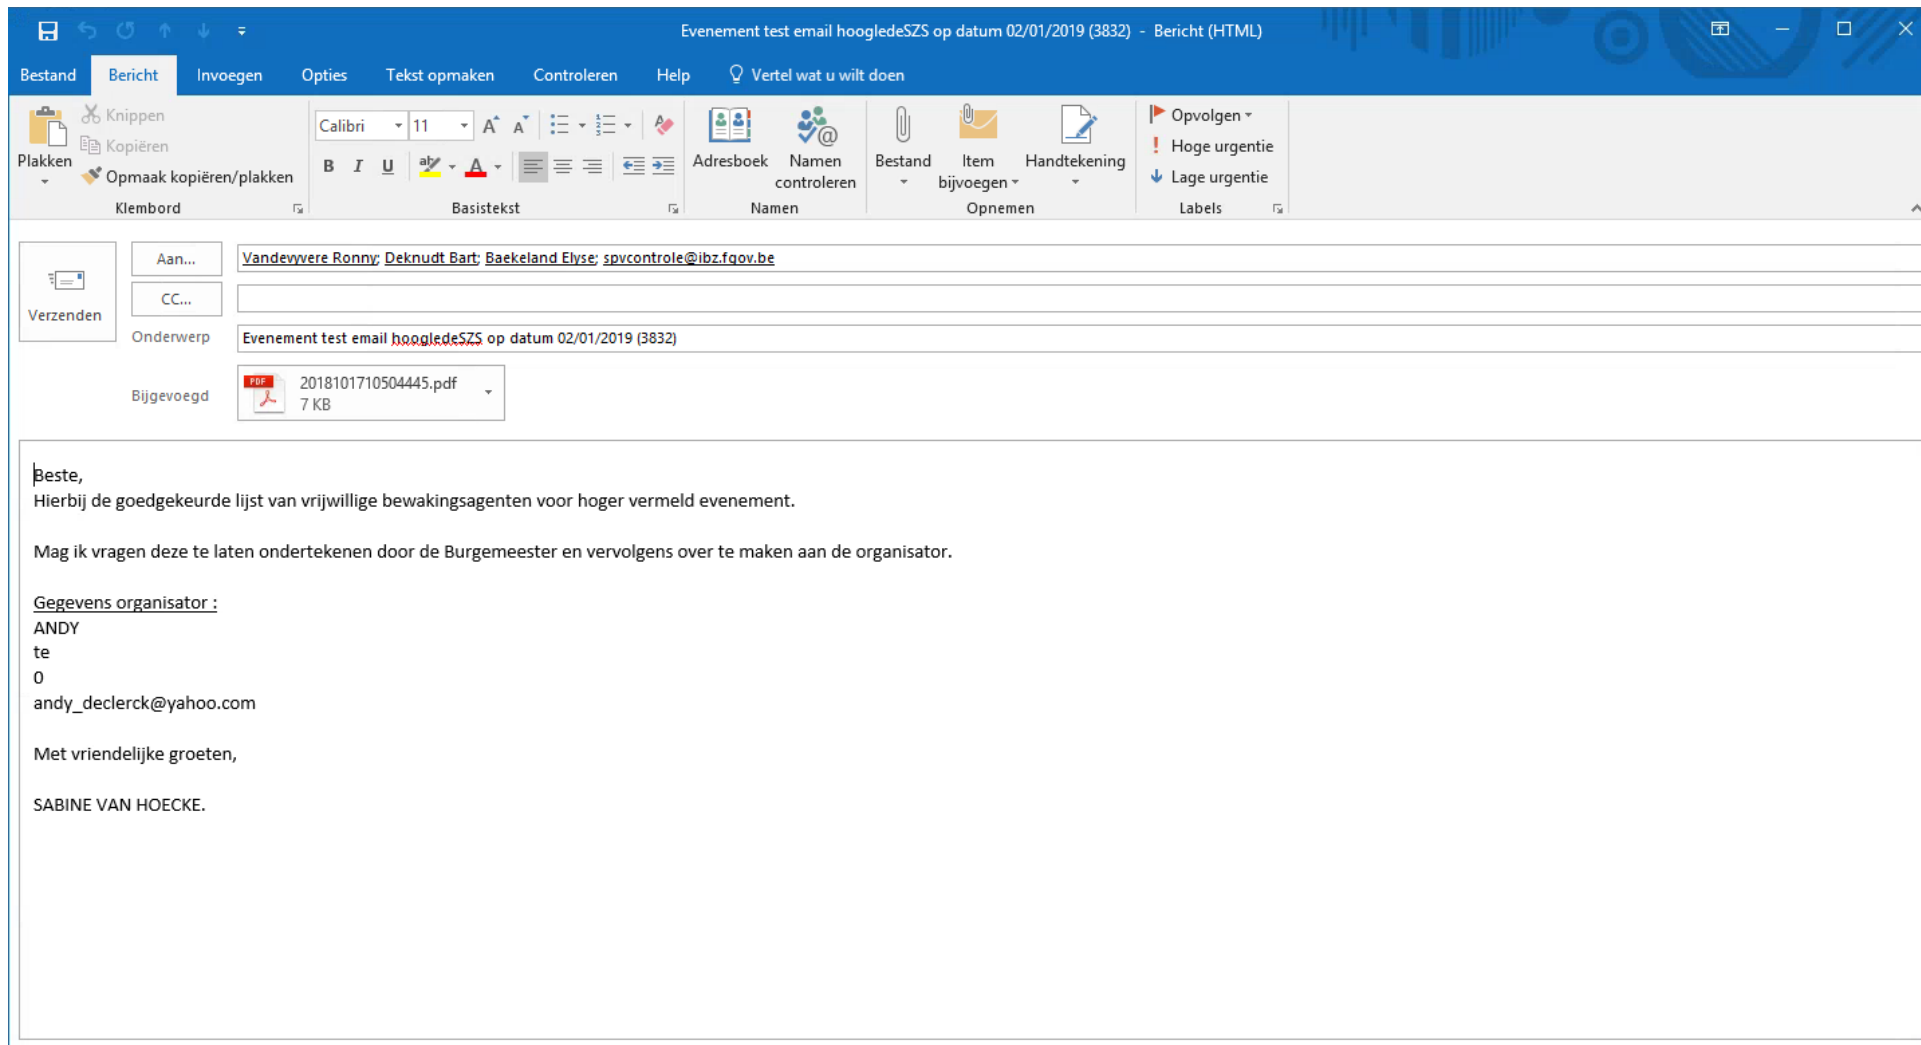 Evenement test email hoogledeSZS op datum 02/01/2019 (3832) - Bericht (HTML)
Bestand Bericht Invoegen Opties Tekst opmaken Controleren Help Vertel wat u wilt doen
Plakken
Knippen
Kopiëren
Opmaak kopiëren/plakken
Klembord
Calibri 11
B I U
Basistekst
Adresboek
Namen controleren
Namen
Bestand
Item bijvoegen
Handtekening
Opnemen
Opvolgen
Hoge urgentie
Lage urgentie
Labels
Verzenden
Aan... Vandevyvere Ronny; Deknudt Bart; Baekeland Elyse; spvcontrole@ibz.fgov.be
CC...
Onderwerp Evenement test email hoogledeSZS op datum 02/01/2019 (3832)
Bijgevoegd PDF 2018101710504445.pdf
7 KB
Beste,
Hierbij de goedgekeurde lijst van vrijwillige bewakingsagenten voor hoger vermeld evenement.
Mag ik vragen deze te laten ondertekenen door de Burgemeester en vervolgens over te maken aan de organisator.
Gegevens organisator :
ANDY
te
0
andy_declerck@yahoo.com
Met vriendelijke groeten,
SABINE VAN HOECKE.